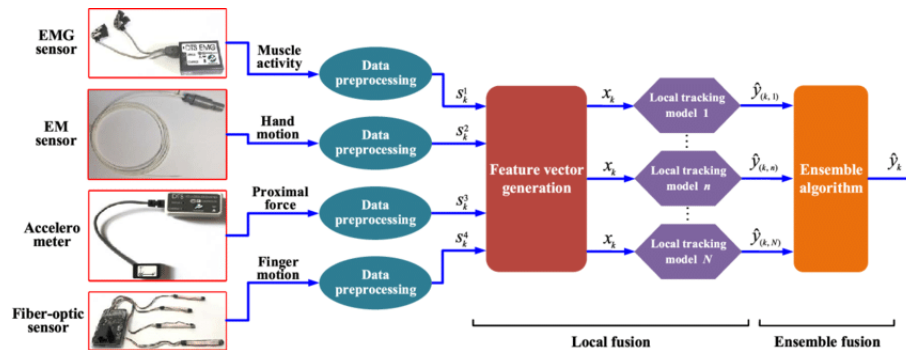 EMG
sensor
EMG
Muscle
activity
Data
preprocessing
S_k^1
EM
sensor
Hand
motion
Data
preprocessing
S_k^2
Accelero
meter
Proximal
force
Data
preprocessing
S_k^3
Fiber-optic
sensor
Finger
motion
Data
preprocessing
S_k^4
Feature vector
generation
x_k
Local tracking
model 1
ŷ_(k, 1)
⋮
x_k
Local tracking
model n
ŷ_(k, n)
⋮
x_k
Local tracking
model N
ŷ_(k, N)
Ensemble
algorithm
ŷ_k
Local fusion
Ensemble fusion